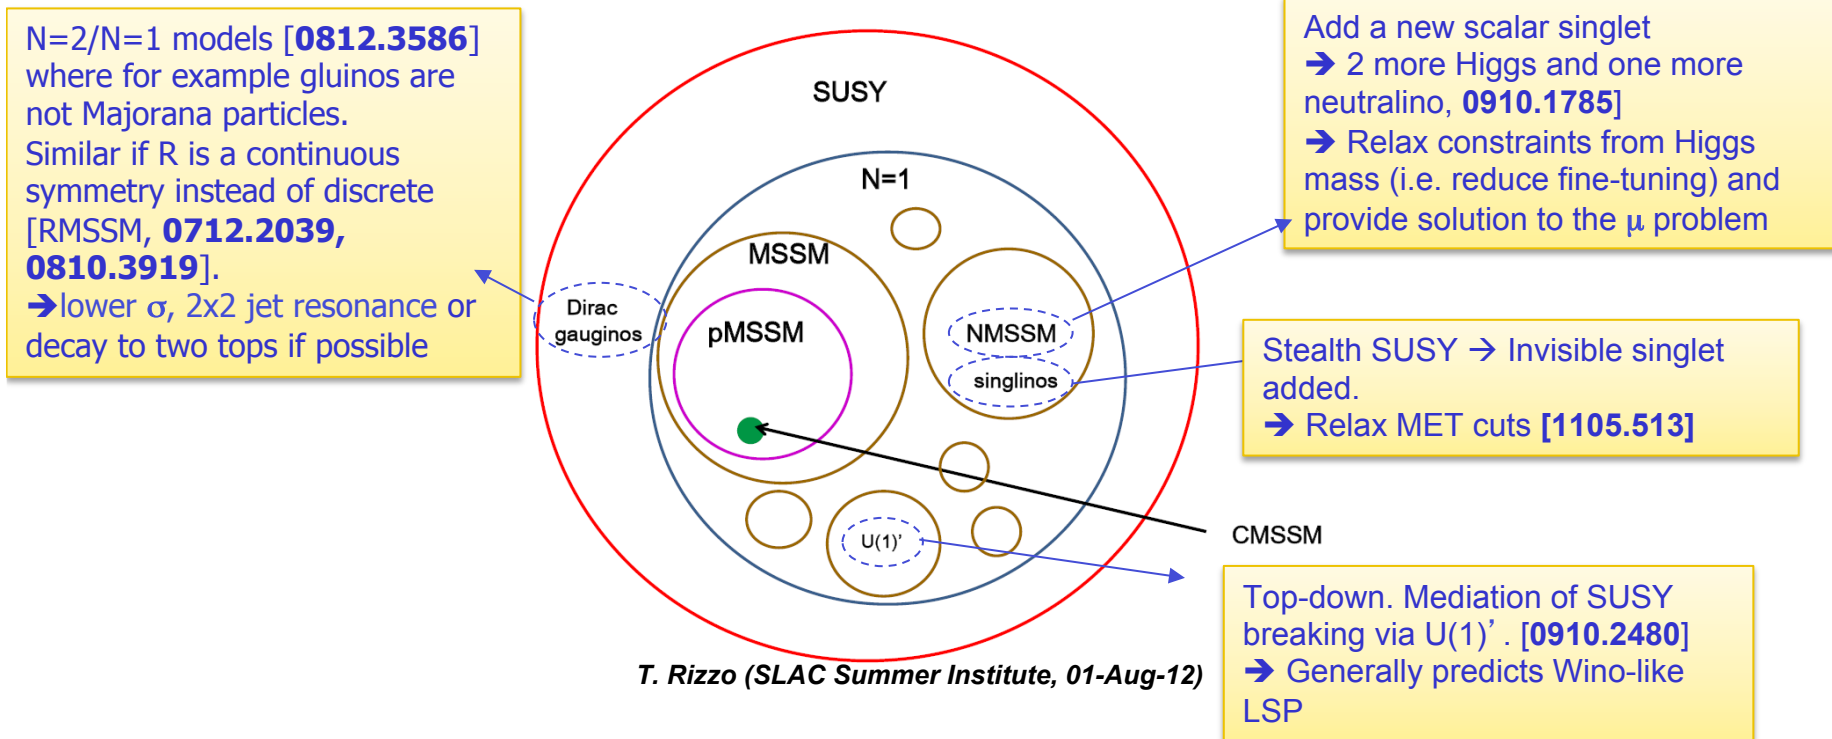 N=2/N=1 models [0812.3586]
where for example gluinos are
not Majorana particles.
Similar if R is a continuous
symmetry instead of discrete
[RMSSM, 0712.2039,
0810.3919].
➔lower σ, 2x2 jet resonance or
decay to two tops if possible
SUSY
N=1
MSSM
pMSSM
Dirac
gauginos
NMSSM
singlinos
U(1)'
CMSSM
Add a new scalar singlet
➔ 2 more Higgs and one more
neutralino, 0910.1785]
➔ Relax constraints from Higgs
mass (i.e. reduce fine-tuning) and
provide solution to the μ problem
Stealth SUSY → Invisible singlet
added.
➔ Relax MET cuts [1105.513]
Top-down. Mediation of SUSY
breaking via U(1)' . [0910.2480]
➔ Generally predicts Wino-like
LSP
T. Rizzo (SLAC Summer Institute, 01-Aug-12)